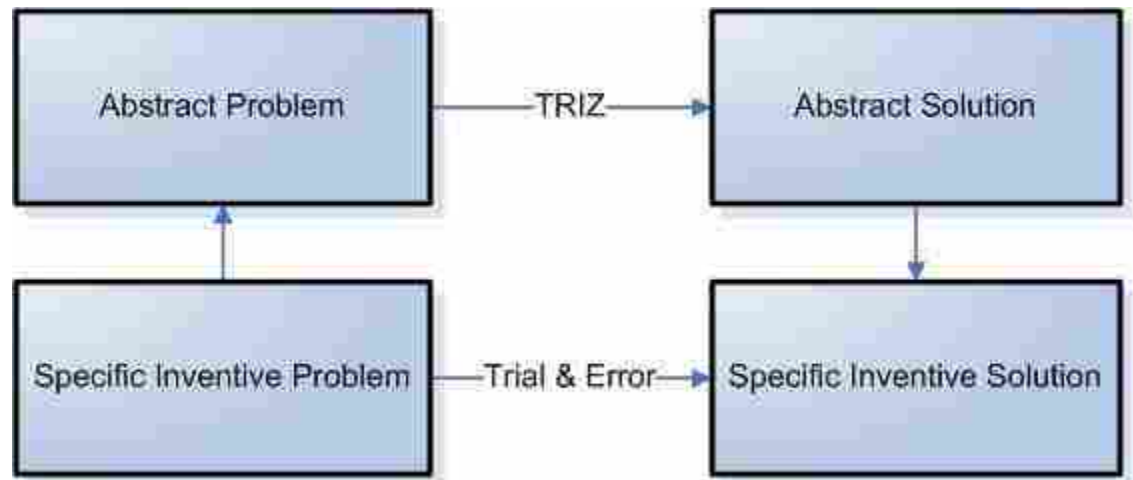 Abstract Problem
TRIZ
Abstract Solution
Specific Inventive Problem
Trial & Error
Specific Inventive Solution